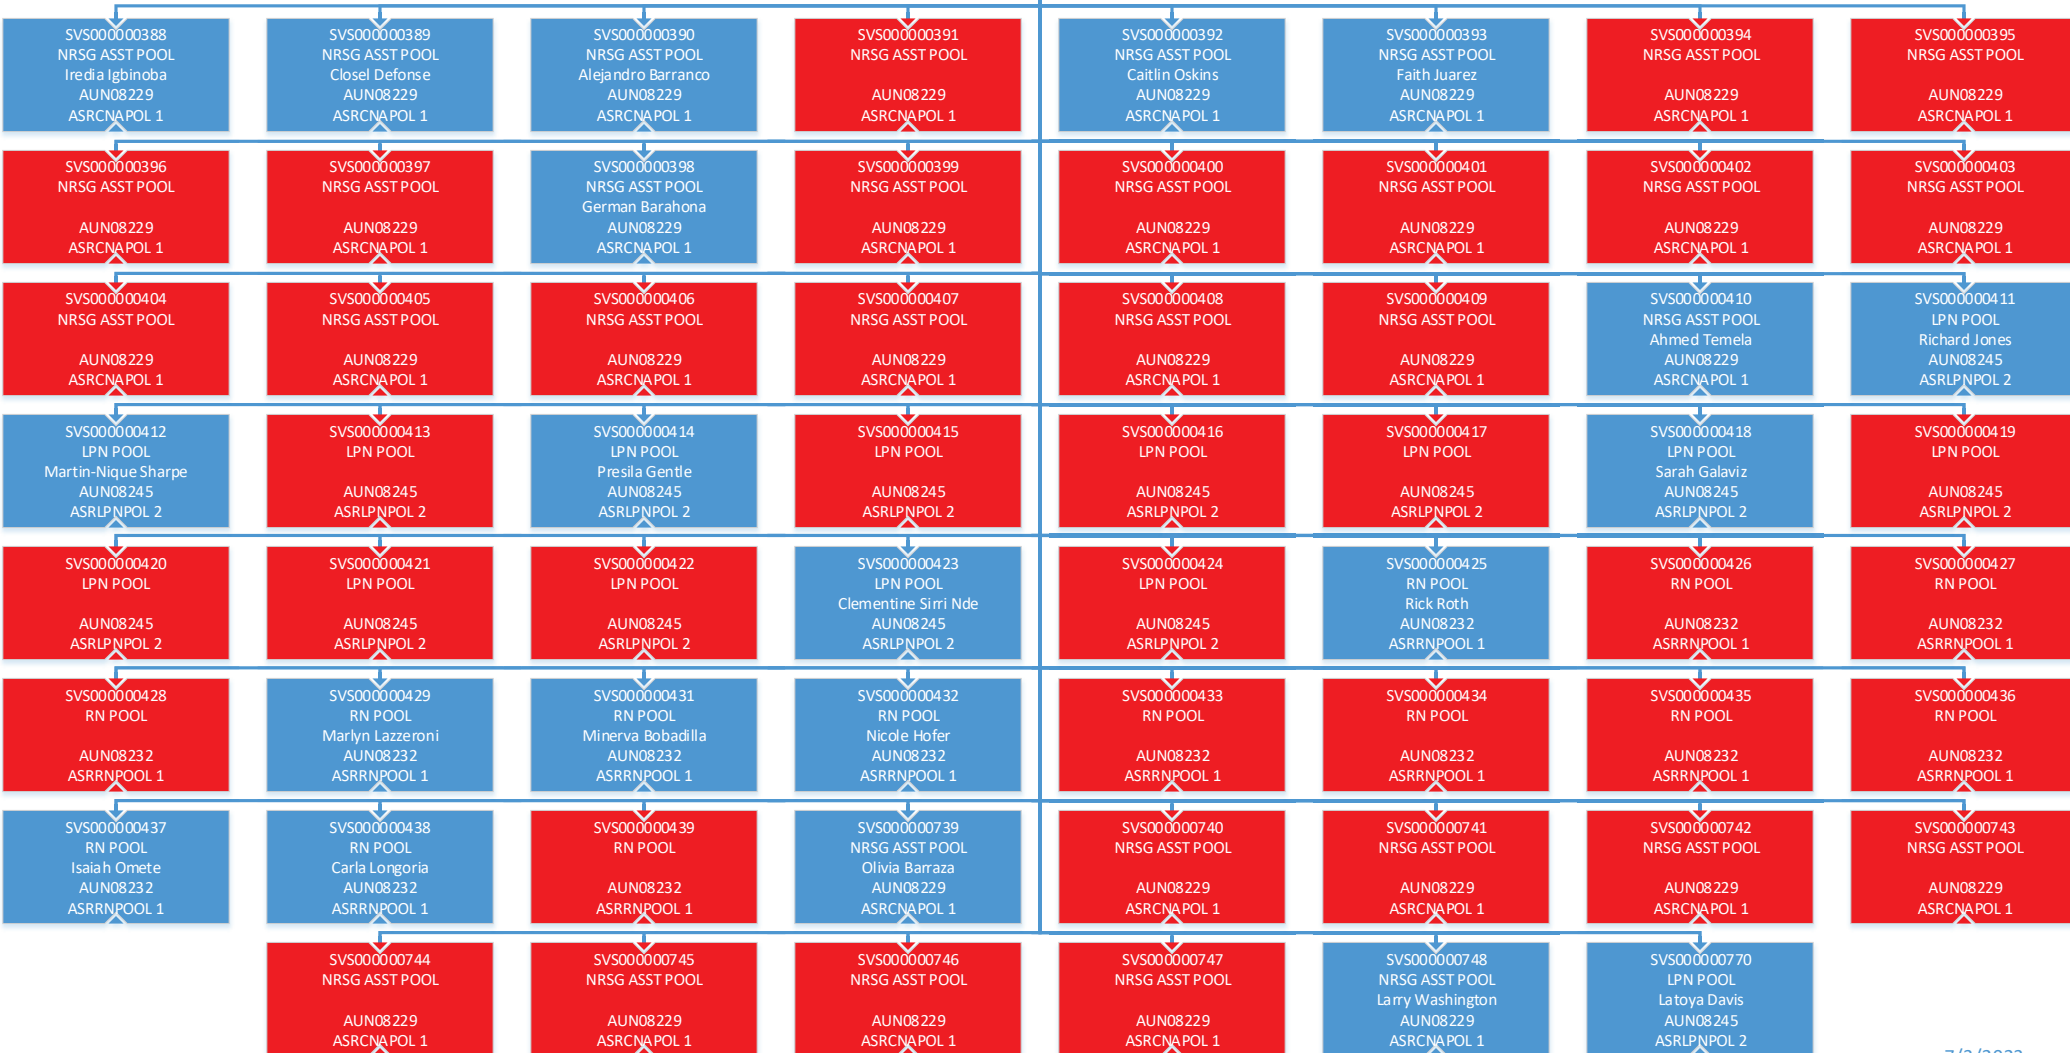 SVS000000388
NRSG ASST POOL
Iredia Igbinoba
AUN08229
ASRCNAPOL 1
SVS000000389
NRSG ASST POOL
Closel Defonse
AUN08229
ASRCNAPOL 1
SVS000000390
NRSG ASST POOL
Alejandro Barranco
AUN08229
ASRCNAPOL 1
SVS000000391
NRSG ASST POOL
AUN08229
ASRCNAPOL 1
SVS000000392
NRSG ASST POOL
Caitlin Oskins
AUN08229
ASRCNAPOL 1
SVS000000393
NRSG ASST POOL
Faith Juarez
AUN08229
ASRCNAPOL 1
SVS000000394
NRSG ASST POOL
AUN08229
ASRCNAPOL 1
SVS000000395
NRSG ASST POOL
AUN08229
ASRCNAPOL 1
SVS000000396
NRSG ASST POOL
AUN08229
ASRCNAPOL 1
SVS000000397
NRSG ASST POOL
AUN08229
ASRCNAPOL 1
SVS000000398
NRSG ASST POOL
German Barahona
AUN08229
ASRCNAPOL 1
SVS000000399
NRSG ASST POOL
AUN08229
ASRCNAPOL 1
SVS000000400
NRSG ASST POOL
AUN08229
ASRCNAPOL 1
SVS000000401
NRSG ASST POOL
AUN08229
ASRCNAPOL 1
SVS000000402
NRSG ASST POOL
AUN08229
ASRCNAPOL 1
SVS000000403
NRSG ASST POOL
AUN08229
ASRCNAPOL 1
SVS000000404
NRSG ASST POOL
AUN08229
ASRCNAPOL 1
SVS000000405
NRSG ASST POOL
AUN08229
ASRCNAPOL 1
SVS000000406
NRSG ASST POOL
AUN08229
ASRCNAPOL 1
SVS000000407
NRSG ASST POOL
AUN08229
ASRCNAPOL 1
SVS000000408
NRSG ASST POOL
AUN08229
ASRCNAPOL 1
SVS000000409
NRSG ASST POOL
AUN08229
ASRCNAPOL 1
SVS000000410
NRSG ASST POOL
Ahmed Temela
AUN08229
ASRCNAPOL 1
SVS000000411
LPN POOL
Richard Jones
AUN08245
ASRLPNPOL 2
SVS000000412
LPN POOL
Martin-Nique Sharpe
AUN08245
ASRLPNPOL 2
SVS000000413
LPN POOL
AUN08245
ASRLPNPOL 2
SVS000000414
LPN POOL
Presila Gentle
AUN08245
ASRLPNPOL 2
SVS000000415
LPN POOL
AUN08245
ASRLPNPOL 2
SVS000000416
LPN POOL
AUN08245
ASRLPNPOL 2
SVS000000417
LPN POOL
AUN08245
ASRLPNPOL 2
SVS000000418
LPN POOL
Sarah Galaviz
AUN08245
ASRLPNPOL 2
SVS000000419
LPN POOL
AUN08245
ASRLPNPOL 2
SVS000000420
LPN POOL
AUN08245
ASRLPNPOL 2
SVS000000421
LPN POOL
AUN08245
ASRLPNPOL 2
SVS000000422
LPN POOL
AUN08245
ASRLPNPOL 2
SVS000000423
LPN POOL
Clementine Sirri Nde
AUN08245
ASRLPNPOL 2
SVS000000424
LPN POOL
AUN08245
ASRLPNPOL 2
SVS000000425
RN POOL
Rick Roth
AUN08232
ASRRNPOOL 1
SVS000000426
RN POOL
AUN08232
ASRRNPOOL 1
SVS000000427
RN POOL
AUN08232
ASRRNPOOL 1
SVS000000428
RN POOL
AUN08232
ASRRNPOOL 1
SVS000000429
RN POOL
Marlyn Lazzeroni
AUN08232
ASRRNPOOL 1
SVS000000431
RN POOL
Minerva Bobadilla
AUN08232
ASRRNPOOL 1
SVS000000432
RN POOL
Nicole Hofer
AUN08232
ASRRNPOOL 1
SVS000000433
RN POOL
AUN08232
ASRRNPOOL 1
SVS000000434
RN POOL
AUN08232
ASRRNPOOL 1
SVS000000435
RN POOL
AUN08232
ASRRNPOOL 1
SVS000000436
RN POOL
AUN08232
ASRRNPOOL 1
SVS000000437
RN POOL
Isaiah Omete
AUN08232
ASRRNPOOL 1
SVS000000438
RN POOL
Carla Longoria
AUN08232
ASRRNPOOL 1
SVS000000439
RN POOL
AUN08232
ASRRNPOOL 1
SVS000000739
NRSG ASST POOL
Olivia Barraza
AUN08229
ASRCNAPOL 1
SVS000000740
NRSG ASST POOL
AUN08229
ASRCNAPOL 1
SVS000000741
NRSG ASST POOL
AUN08229
ASRCNAPOL 1
SVS000000742
NRSG ASST POOL
AUN08229
ASRCNAPOL 1
SVS000000743
NRSG ASST POOL
AUN08229
ASRCNAPOL 1
SVS000000744
NRSG ASST POOL
AUN08229
ASRCNAPOL 1
SVS000000745
NRSG ASST POOL
AUN08229
ASRCNAPOL 1
SVS000000746
NRSG ASST POOL
AUN08229
ASRCNAPOL 1
SVS000000747
NRSG ASST POOL
AUN08229
ASRCNAPOL 1
SVS000000748
NRSG ASST POOL
Larry Washington
AUN08229
ASRCNAPOL 1
SVS000000770
LPN POOL
Latoya Davis
AUN08245
ASRLPNPOL 2